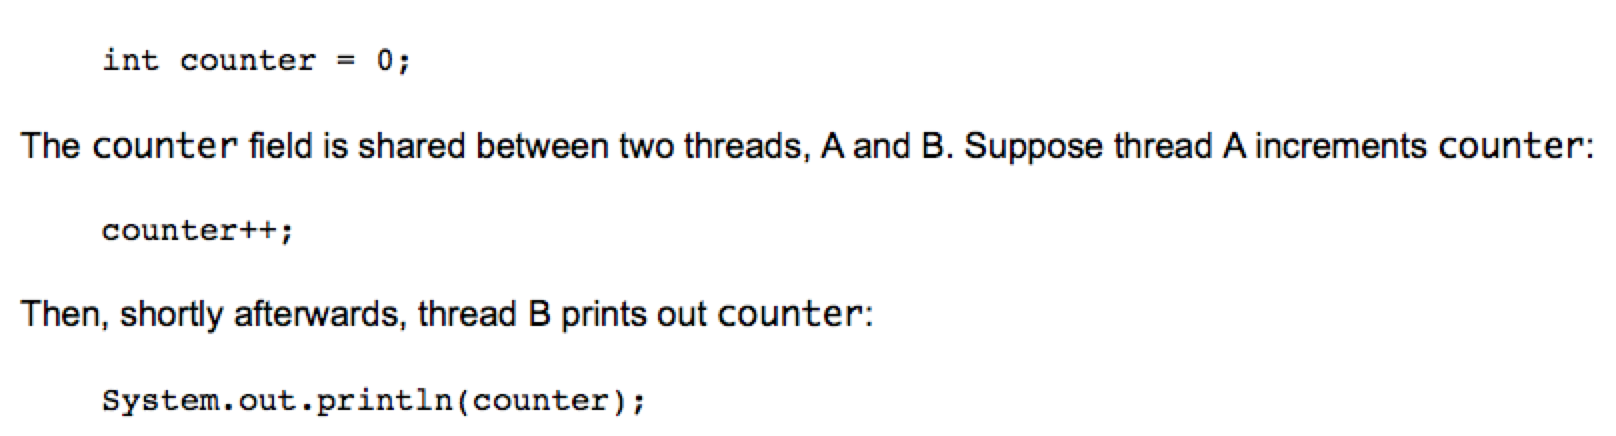 int counter = 0;
The counter field is shared between two threads, A and B. Suppose thread A increments counter:
counter++;
Then, shortly afterwards, thread B prints out counter:
System.out.println(counter);